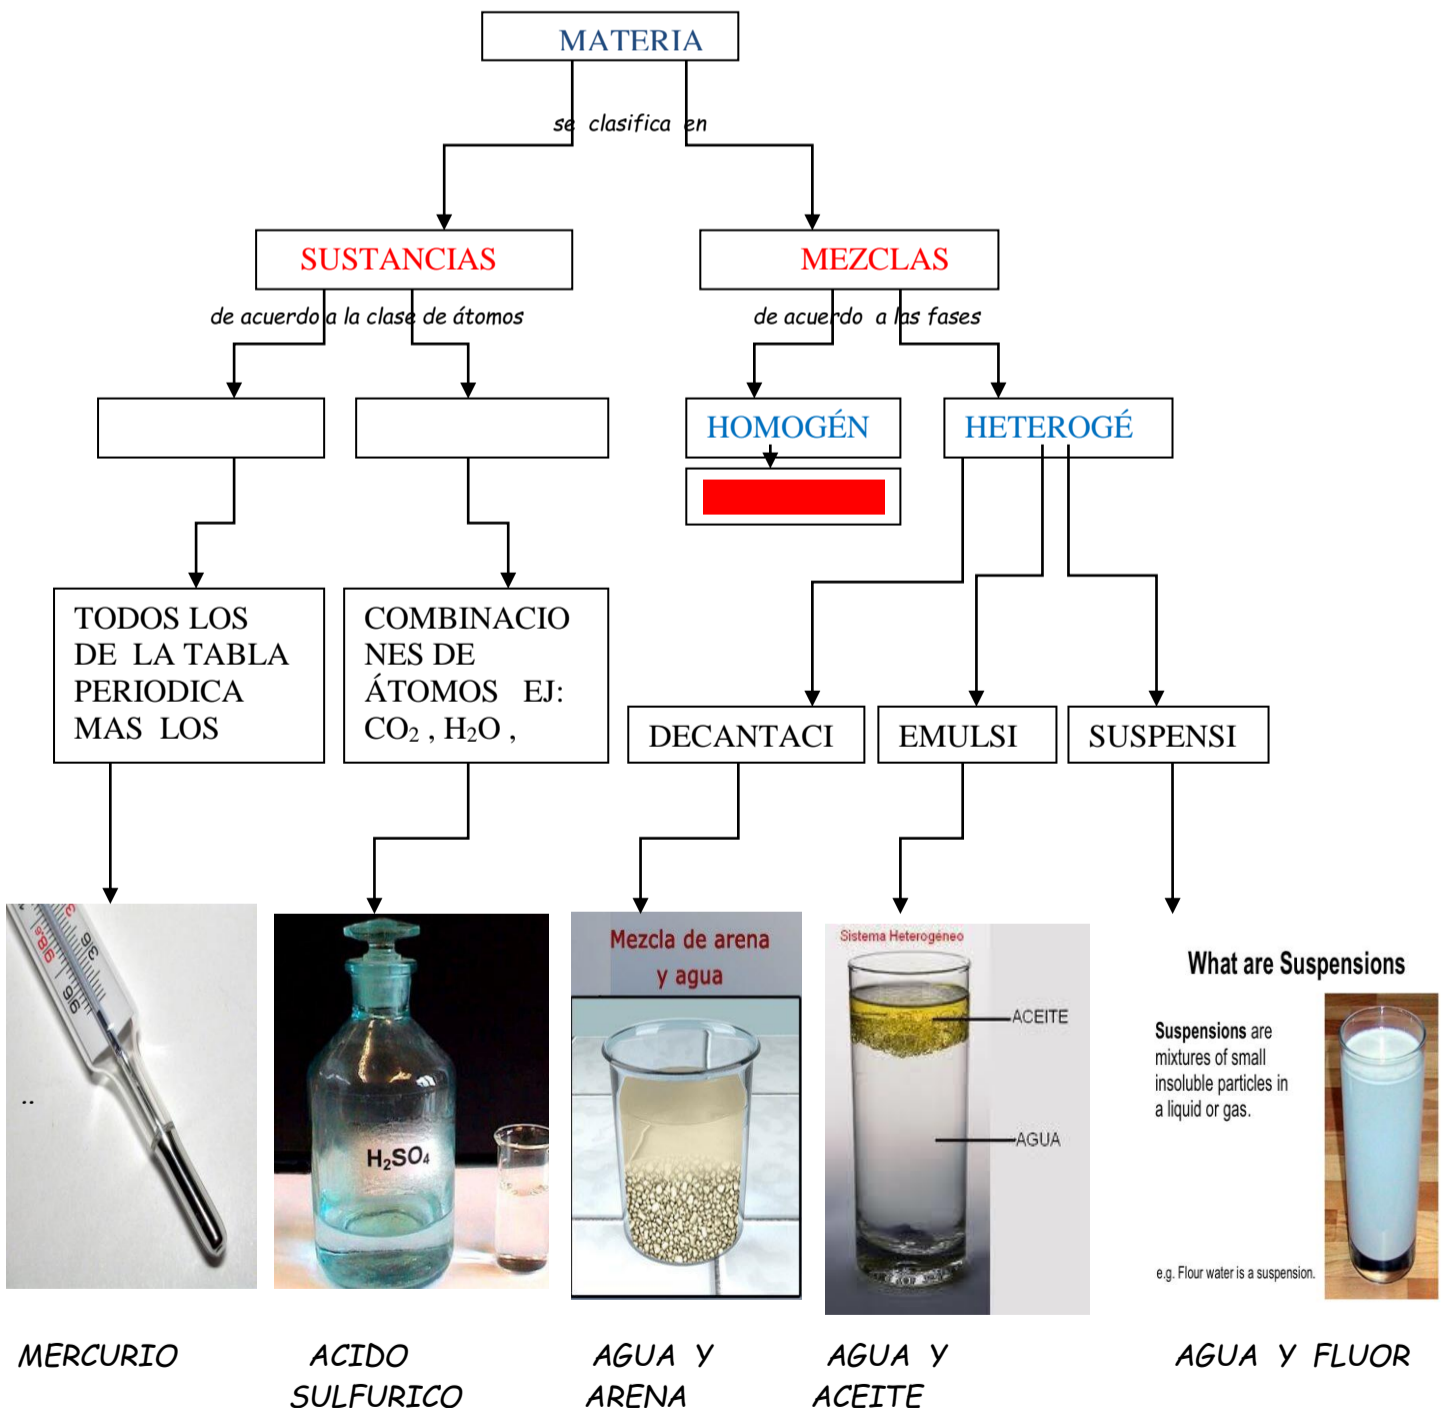 MATERIA
se clasifica en
SUSTANCIAS
MEZCLAS
de acuerdo a la clase de átomos
de acuerdo a las fases
HOMOGÉN
HETEROGÉ
TODOS LOS
DE LA TABLA
PERIODICA
MAS LOS
COMBINACIO
NES DE
ÁTOMOS EJ:
CO₂ , H₂O ,
DECANTACI
EMULSI
SUSPENSI
H₂SO₄
Mezcla de arena
y agua
Sistema Heterogéneo
ACEITE
AGUA
What are Suspensions
Suspensions are
mixtures of small
insoluble particles in
a liquid or gas.
e.g. Flour water is a suspension.
..
MERCURIO
ACIDO
SULFURICO
AGUA Y
ARENA
AGUA Y
ACEITE
AGUA Y FLUOR